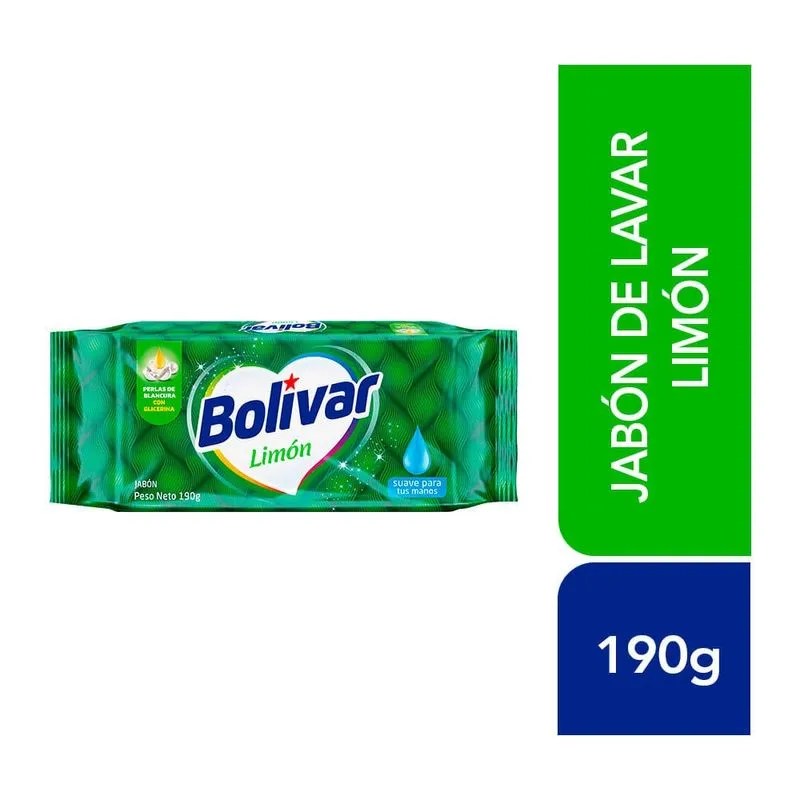 Bolivar
PERLAS DE
BLANCURA
CON
GLICERINA
Bolivar
Limón
JABÓN
Peso Neto 190g
suave para
tus manos
JABÓN DE LAVAR
LIMÓN
190g